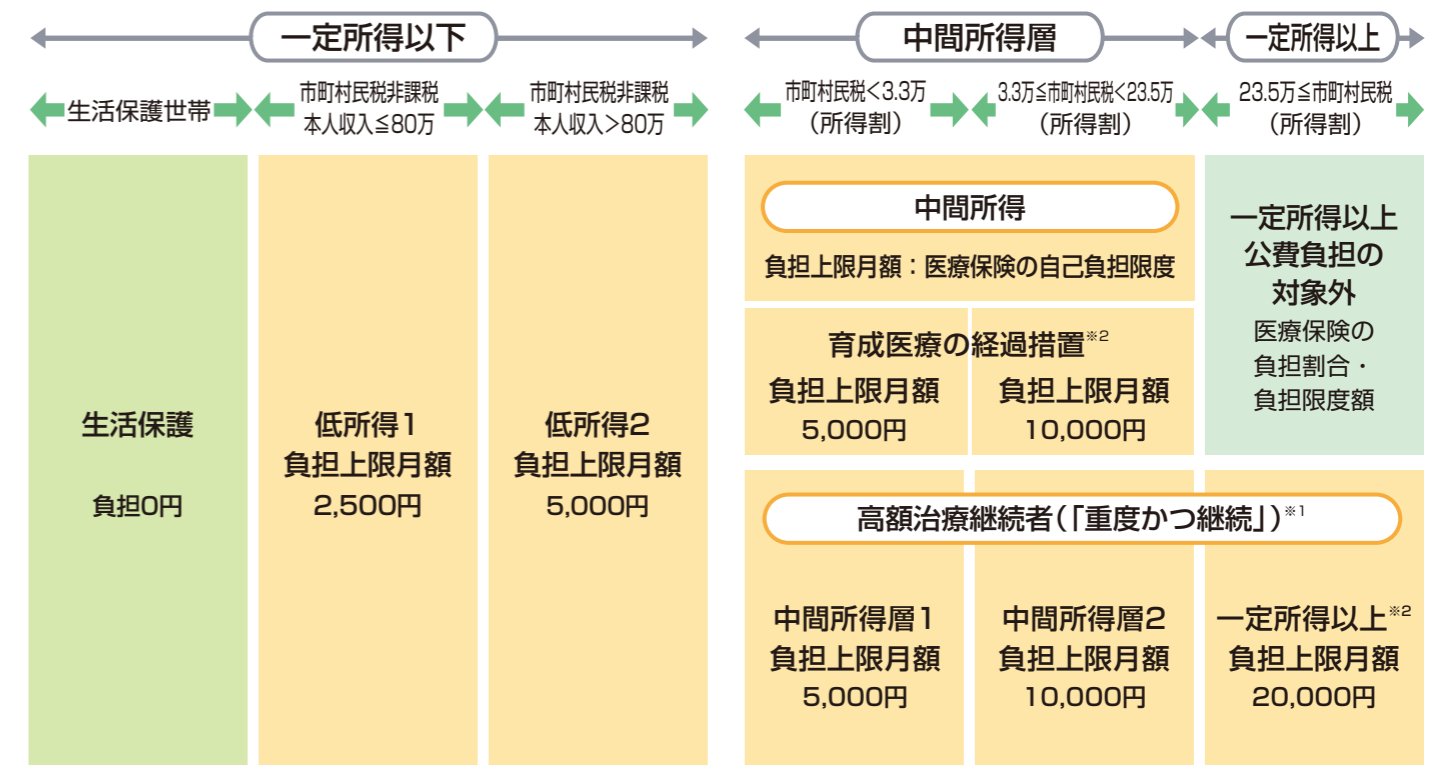 一定所得以下
中間所得層
一定所得以上
生活保護世帯
市町村民税非課税
本人収入≦80万
市町村民税非課税
本人収入＞80万
市町村民税＜3.3万
（所得割）
3.3万≦市町村民税＜23.5万
（所得割）
23.5万≦市町村民税
（所得割）
生活保護
負担0円
低所得1
負担上限月額
2,500円
低所得2
負担上限月額
5,000円
中間所得
負担上限月額：医療保険の自己負担限度
育成医療の経過措置※2
負担上限月額
5,000円
負担上限月額
10,000円
一定所得以上
公費負担の
対象外
医療保険の
負担割合・
負担限度額
高額治療継続者（「重度かつ継続」）※1
中間所得層1
負担上限月額
5,000円
中間所得層2
負担上限月額
10,000円
一定所得以上※2
負担上限月額
20,000円